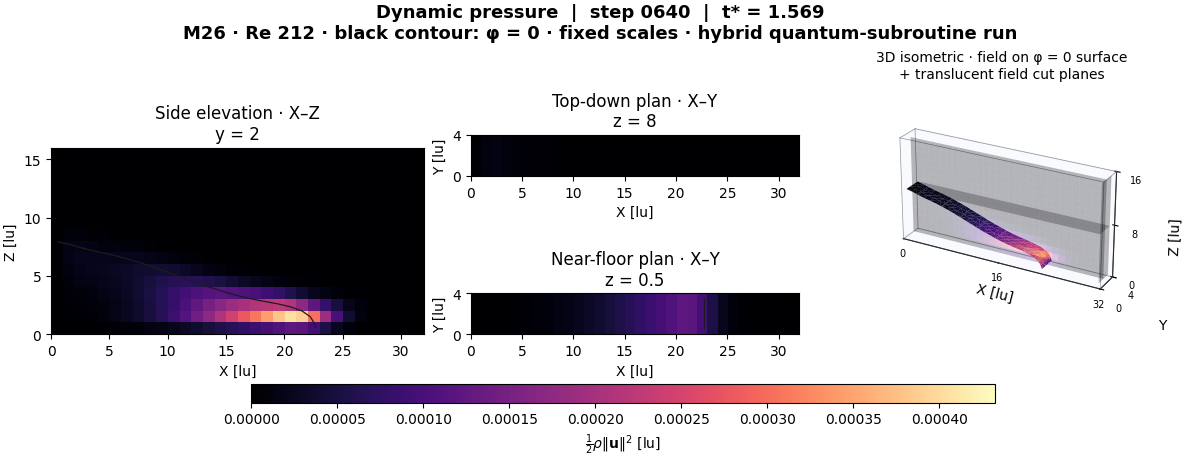 Dynamic pressure | step 0640 | t* = 1.569
M26 · Re 212 · black contour: φ = 0 · fixed scales · hybrid quantum-subroutine run
3D isometric · field on φ = 0 surface
+ translucent field cut planes
Side elevation · X–Z
y = 2
15
10
5
0
Z [lu]
0 5 10 15 20 25 30
X [lu]
Top-down plan · X–Y
z = 8
4
0
Y [lu]
0 5 10 15 20 25 30
X [lu]
Near-floor plan · X–Y
z = 0.5
4
0
Y [lu]
0 5 10 15 20 25 30
X [lu]
16
8
0
Z [lu]
0
16
32
X [lu]
4
0
Y
0.00000 0.00005 0.00010 0.00015 0.00020 0.00025 0.00030 0.00035 0.00040
½ρ‖u‖² [lu]